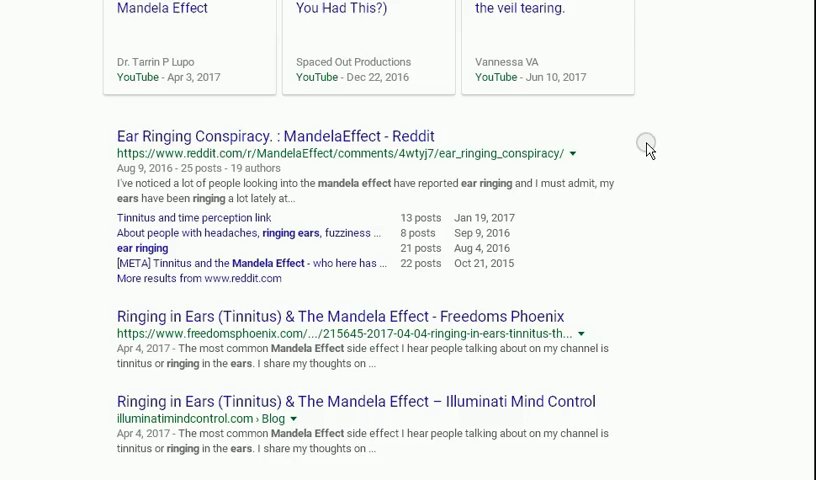 Mandela Effect
You Had This?)
the veil tearing.
Dr. Tarrin P Lupo
Spaced Out Productions
Vannessa VA
YouTube - Apr 3, 2017
YouTube - Dec 22, 2016
YouTube - Jun 10, 2017
Ear Ringing Conspiracy. : MandelaEffect - Reddit
https://www.reddit.com/r/MandelaEffect/comments/4wtyj7/ear_ringing_conspiracy/
Aug 9, 2016 - 25 posts - 19 authors
I've noticed a lot of people looking into the mandela effect have reported ear ringing and I must admit, my
ears have been ringing a lot lately at...
Tinnitus and time perception link 13 posts Jan 19, 2017
About people with headaches, ringing ears, fuzziness ... 8 posts Sep 9, 2016
ear ringing 21 posts Aug 4, 2016
[META] Tinnitus and the Mandela Effect - who here has ... 22 posts Oct 21, 2015
More results from www.reddit.com
Ringing in Ears (Tinnitus) & The Mandela Effect - Freedoms Phoenix
https://www.freedomsphoenix.com/.../215645-2017-04-04-ringing-in-ears-tinnitus-th...
Apr 4, 2017 - The most common Mandela Effect side effect I hear people talking about on my channel is
tinnitus or ringing in the ears. I share my thoughts on ...
Ringing in Ears (Tinnitus) & The Mandela Effect – Illuminati Mind Control
illuminatimindcontrol.com › Blog
Apr 4, 2017 - The most common Mandela Effect side effect I hear people talking about on my channel is
tinnitus or ringing in the ears. I share my thoughts on ...